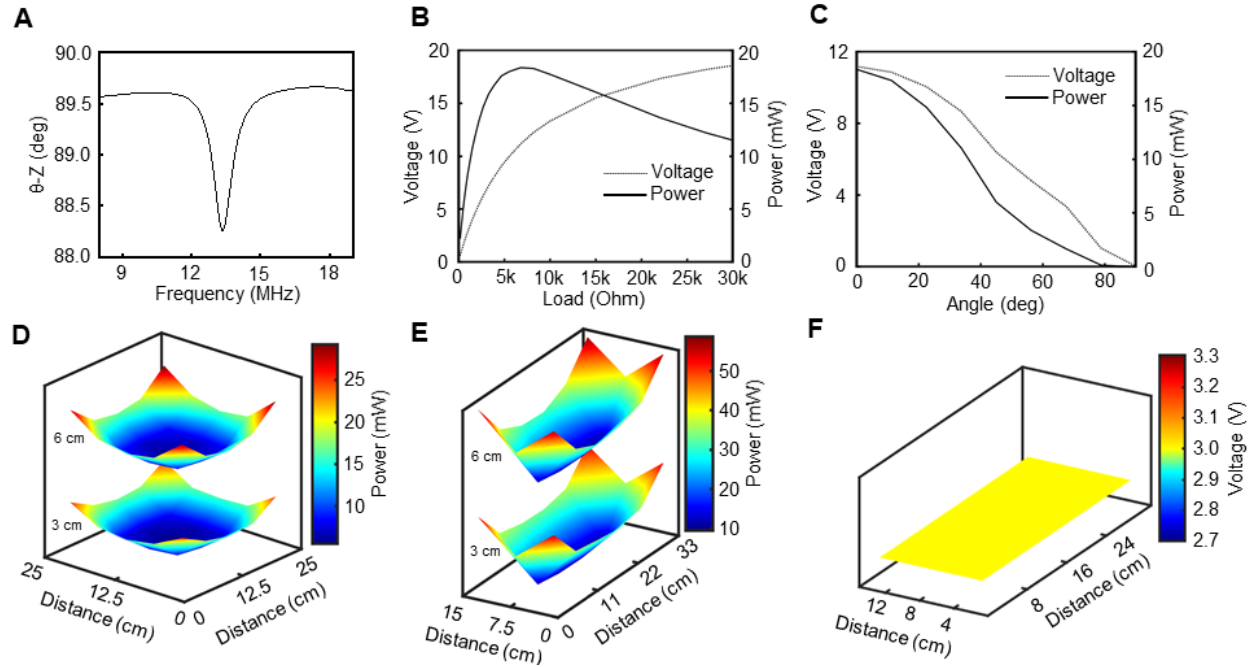 A
90.0
89.5
89.0
88.5
88.0
θ-Z (deg)
9
12
15
18
Frequency (MHz)
B
20
15
10
5
0
Voltage (V)
20
15
10
5
0
Power (mW)
Voltage
Power
0
5k
10k
15k
20k
25k
30k
Load (Ohm)
C
12
8
4
0
Voltage (V)
20
15
10
5
0
Power (mW)
Voltage
Power
0
20
40
60
80
Angle (deg)
D
6 cm
3 cm
25
20
15
10
Power (mW)
25
12.5
0
Distance (cm)
0
12.5
25
Distance (cm)
E
6 cm
3 cm
50
40
30
20
10
Power (mW)
15
7.5
0
Distance (cm)
0
11
22
33
Distance (cm)
F
3.3
3.2
3.1
3.0
2.9
2.8
2.7
Voltage (V)
12
8
4
Distance (cm)
8
16
24
Distance (cm)